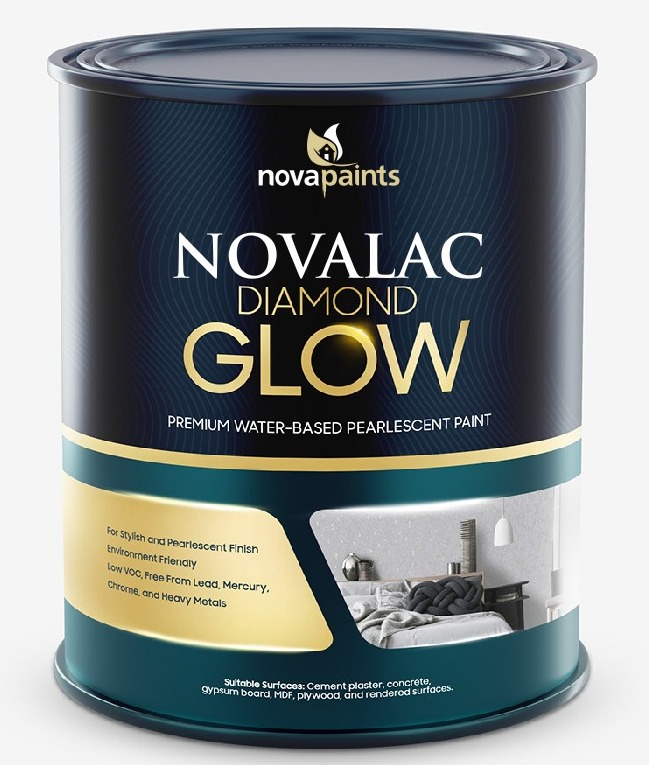 novapaints
NOVALAC
DIAMOND
GLOW
PREMIUM WATER-BASED PEARLESCENT PAINT
For Stylish and Pearlescent Finish
Environment Friendly
Low VOC, Free From Lead, Mercury,
Chrome, and Heavy Metals
Suitable Surfaces: Cement plaster, concrete,
gypsum board, MDF, plywood, and rendered surfaces.